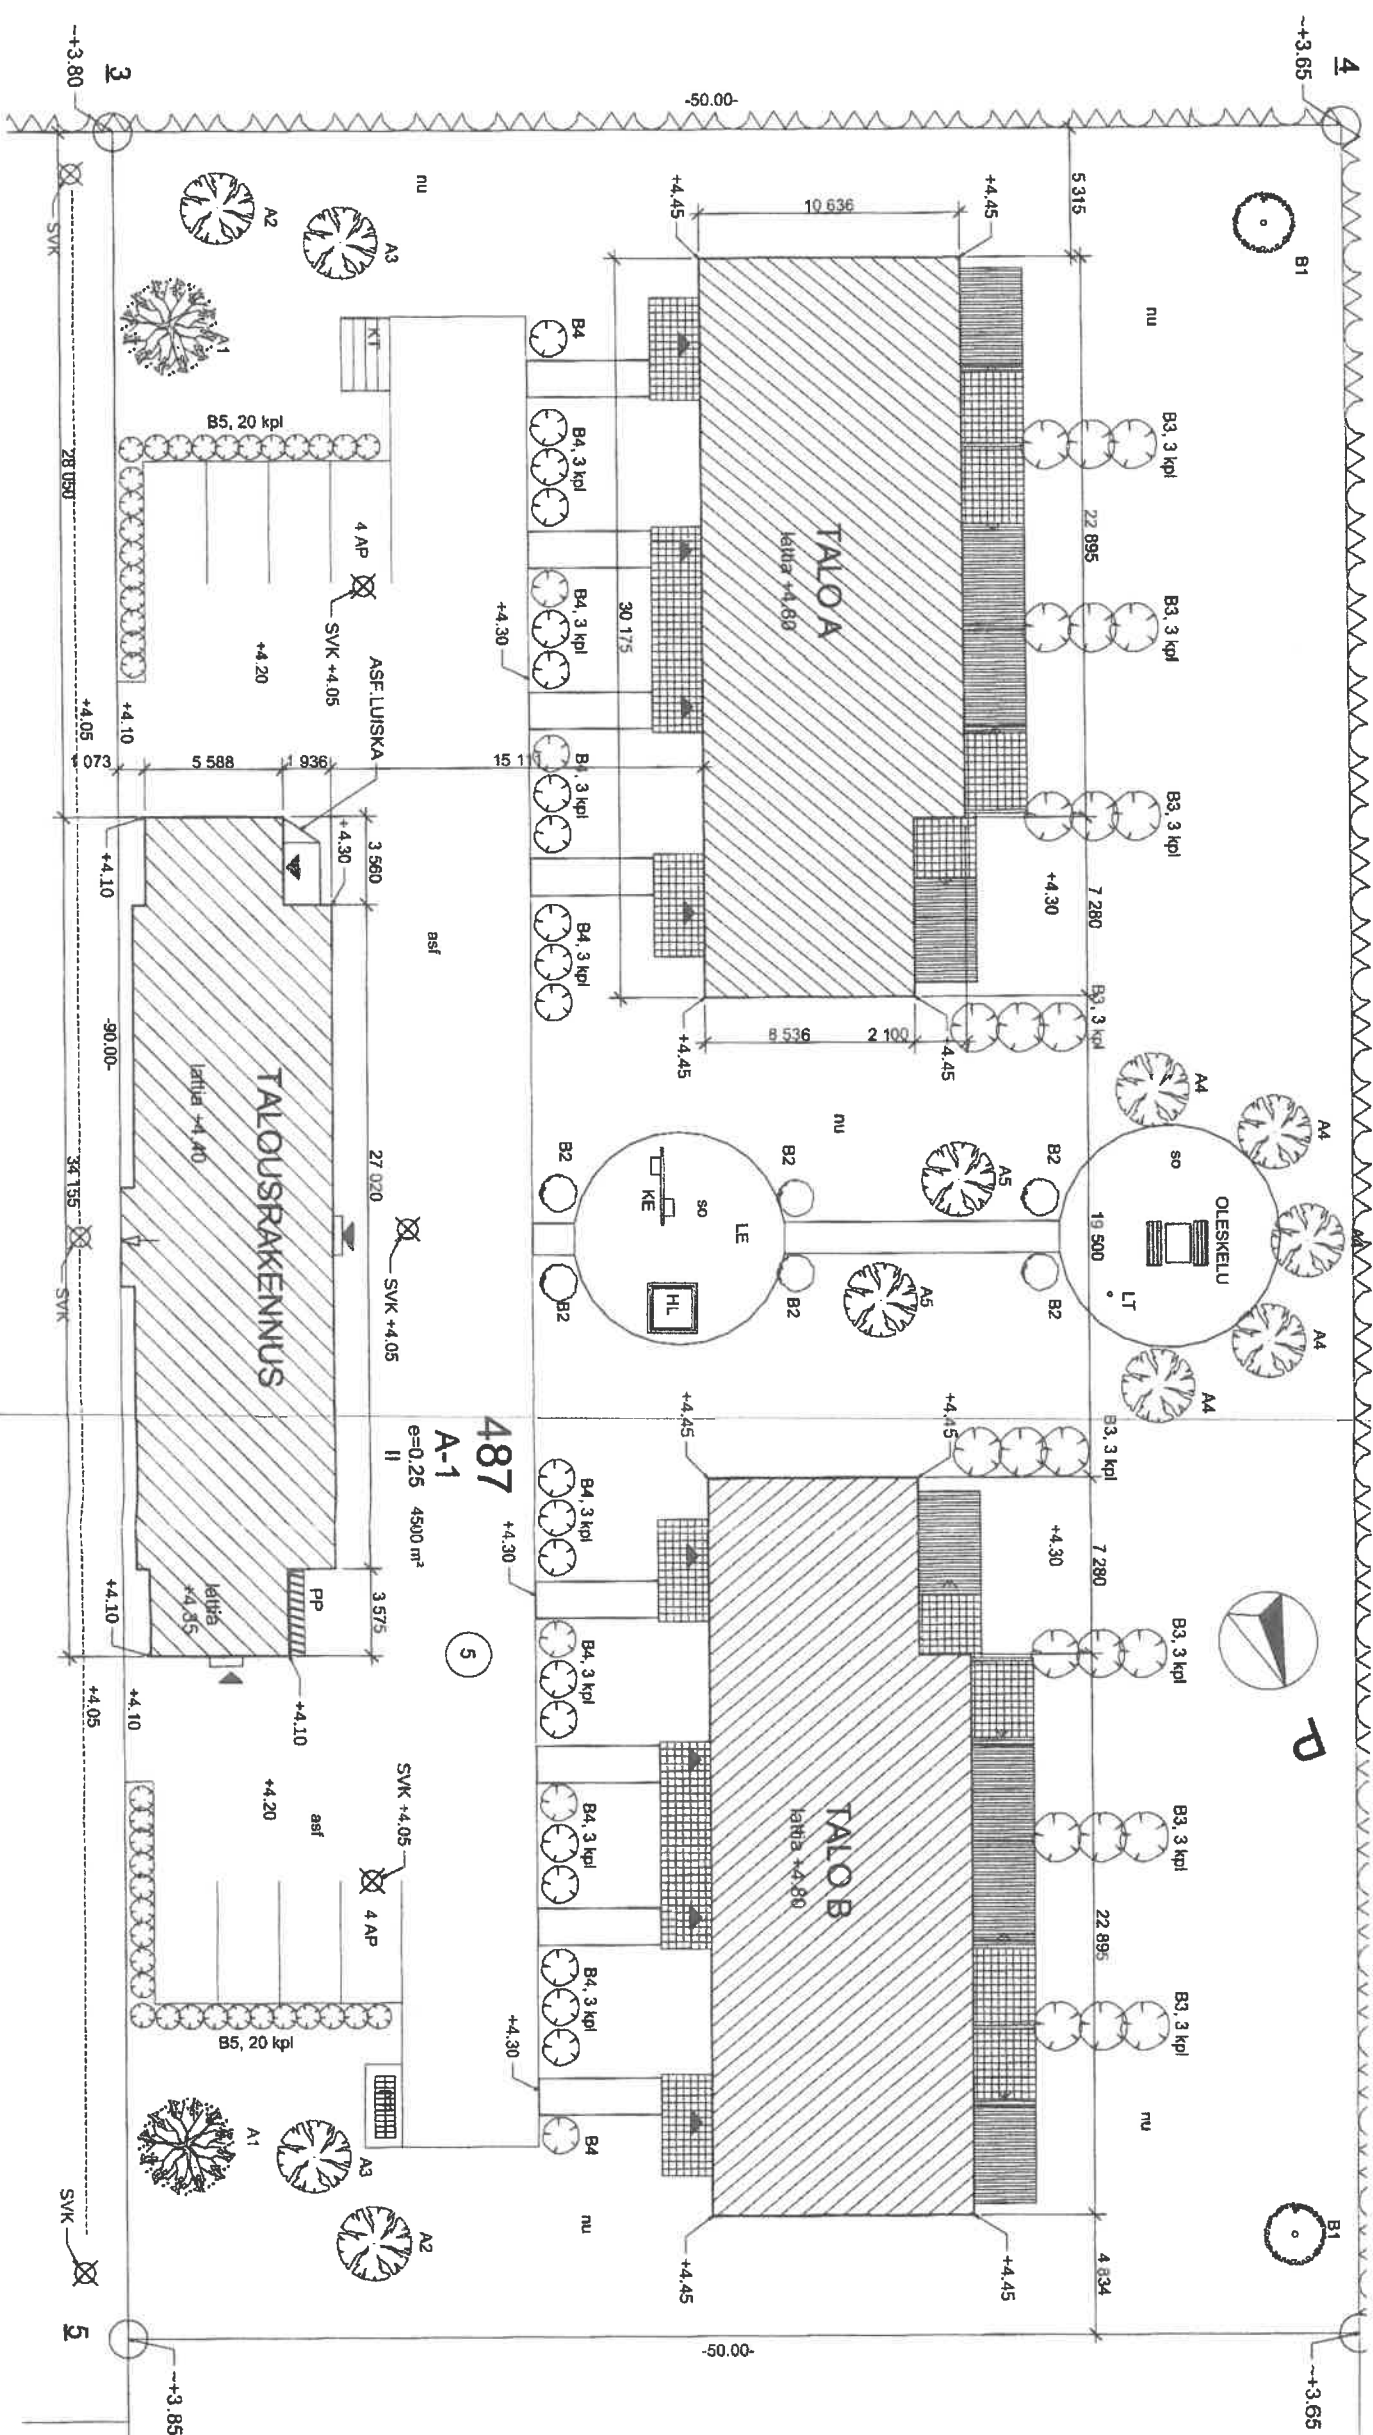 4
~+3.65
3
~+3.80
-50.00-
B1
nu
5 315
+4.45
10 636
+4.45
nu
A3
A2
A1
SVK
B3, 3 kpl
22 895
B3, 3 kpl
B3, 3 kpl
+4.30
7 280
B3, 3 kpl
TALO A
lattia +4.80
30 175
B4
B4, 3 kpl
B4, 3 kpl
B4, 3 kpl
B4, 3 kpl
+4.30
KT
B5, 20 kpl
4 AP
SVK +4.05
+4.20
ASF.LUISKA
28 050
+4.05
+4.10
1 073
5 588
1 936
15 111
+4.30
3 560
+4.10
asf
8 536
2 100
+4.45
+4.45
A4
A4
A4
A4
A4
so
OLESKELU
LT
19 500
B2
B2
A5
A5
nu
B2
B2
LE
so
KE
HL
B2
B2
-90.00-
TALOUSRAKENNUS
lattia +4.40
27 020
SVK +4.05
34 155
SVK
487
A-1
e=0.25 4500 m²
II
5
+4.45
+4.45
B3, 3 kpl
+4.30
7 280
B3, 3 kpl
B3, 3 kpl
22 895
B3, 3 kpl
P
TALO B
lattia +4.80
B4, 3 kpl
+4.30
B4, 3 kpl
B4, 3 kpl
B4, 3 kpl
+4.30
B4
3 575
PP
lattia
+4.35
+4.10
+4.10
+4.10
+4.05
+4.20
asf
SVK +4.05
4 AP
B5, 20 kpl
A1
A3
A2
nu
nu
B1
+4.45
+4.45
4 834
-50.00-
SVK
5
~+3.85
~+3.65